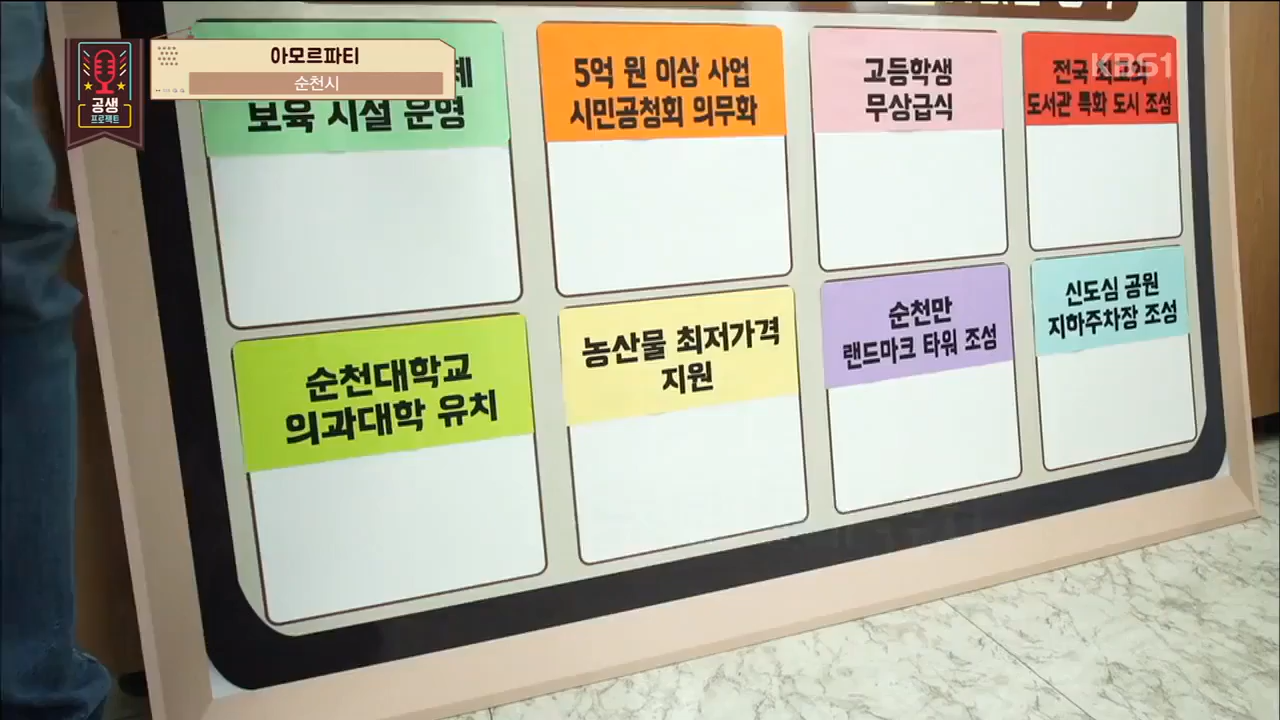 아모르파티
순천시
공생
프로젝트
KBS1
보육 시설 운영
5억 원 이상 사업
시민공청회 의무화
고등학생
무상급식
전국
도서관 특화 도시 조성
순천대학교
의과대학 유치
농산물 최저가격
지원
순천만
랜드마크 타워 조성
신도심 공원
지하주차장 조성